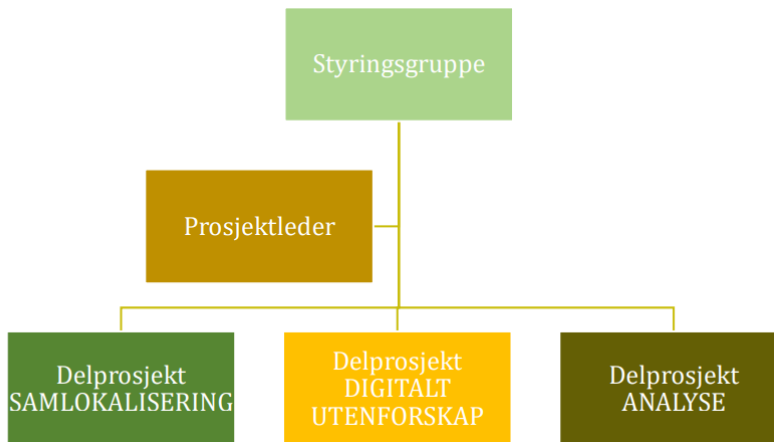 Styringsgruppe
Prosjektleder
Delprosjekt
SAMLOKALISERING
Delprosjekt
DIGITALT
UTENFORSKAP
Delprosjekt
ANALYSE